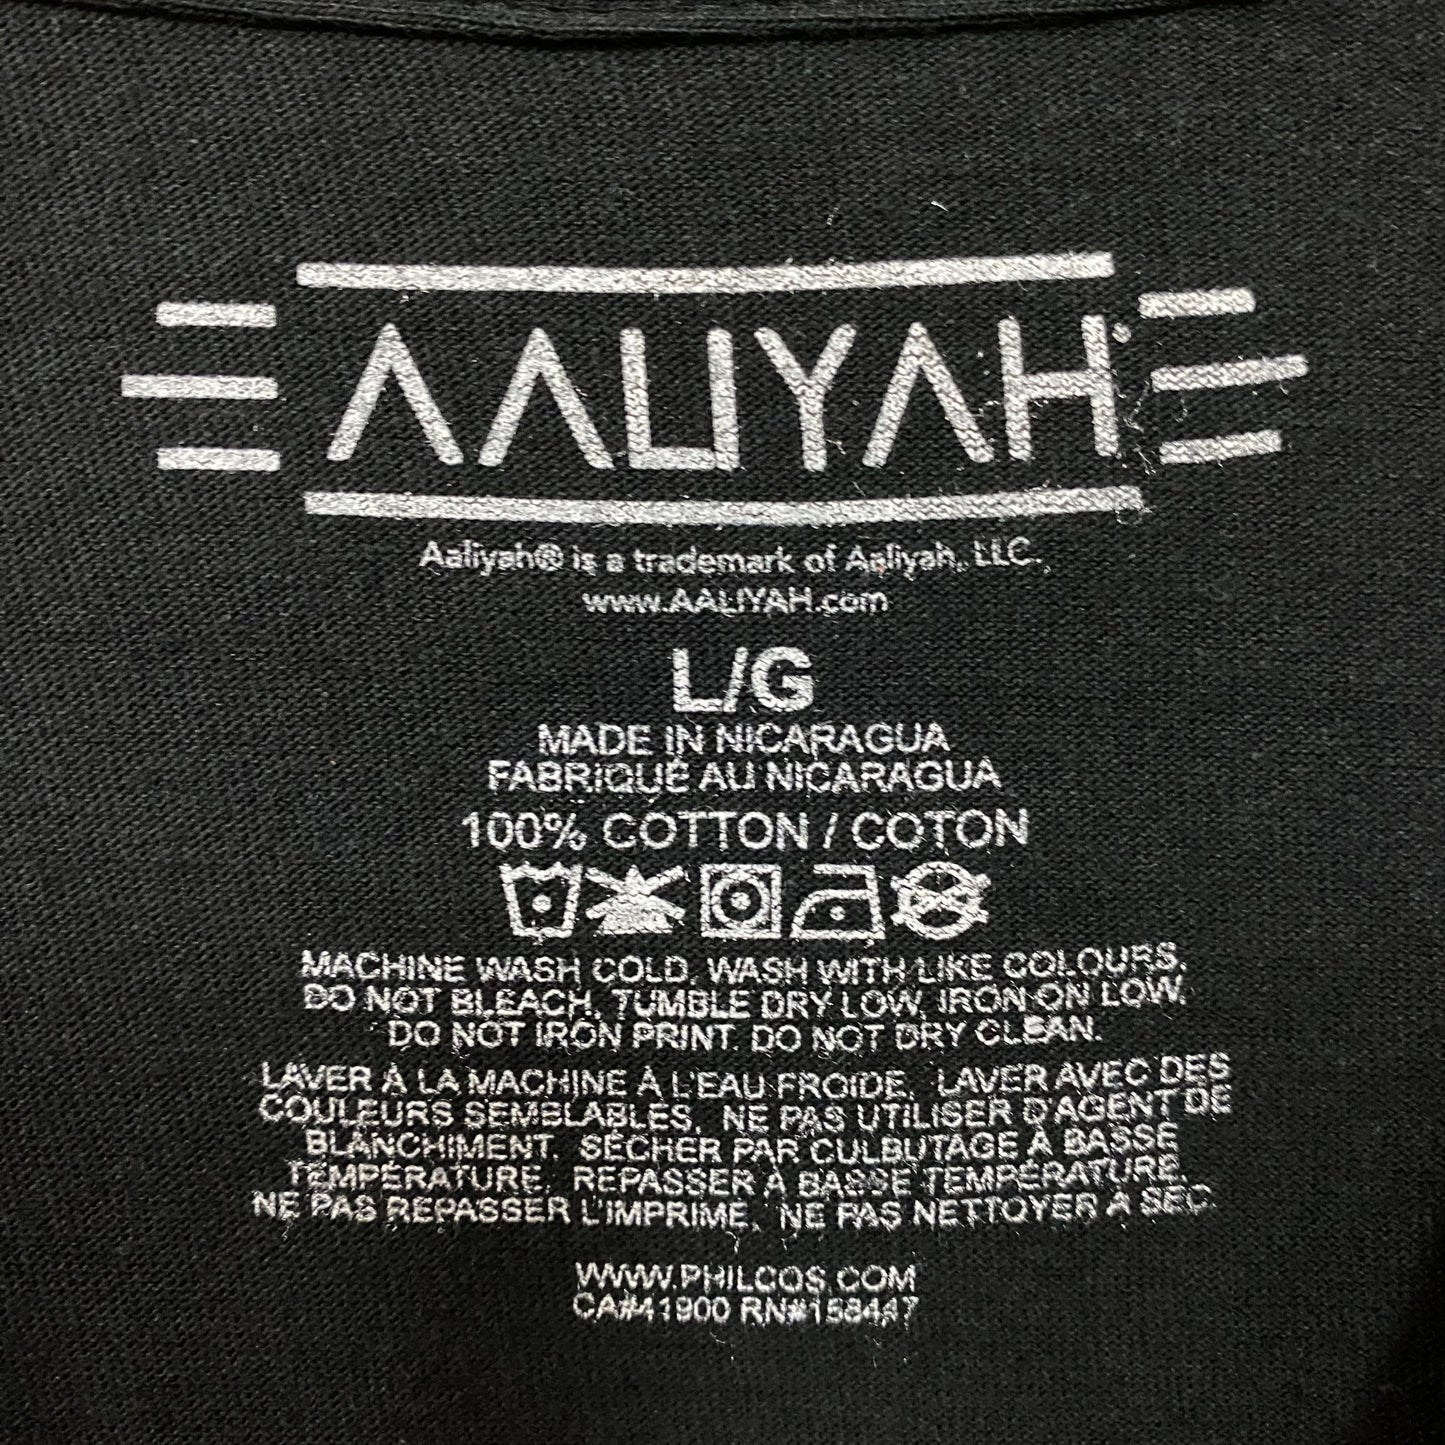 AALIYAH®
Aaliyah® is a trademark of Aaliyah, LLC.
www.AALIYAH.com
L/G
MADE IN NICARAGUA
FABRIQUÉ AU NICARAGUA
100% COTTON / COTON
MACHINE WASH COLD. WASH WITH LIKE COLOURS.
DO NOT BLEACH. TUMBLE DRY LOW. IRON ON LOW.
DO NOT IRON PRINT. DO NOT DRY CLEAN.
LAVER À LA MACHINE À L'EAU FROIDE. LAVER AVEC DES
COULEURS SEMBLABLES. NE PAS UTILISER D'AGENT DE
BLANCHIMENT. SÉCHER PAR CULBUTAGE À BASSE
TEMPÉRATURE. REPASSER À BASSE TEMPÉRATURE.
NE PAS REPASSER L'IMPRIME. NE PAS NETTOYER À SEC.
WWW.PHILCOS.COM
CA#41900 RN#158447